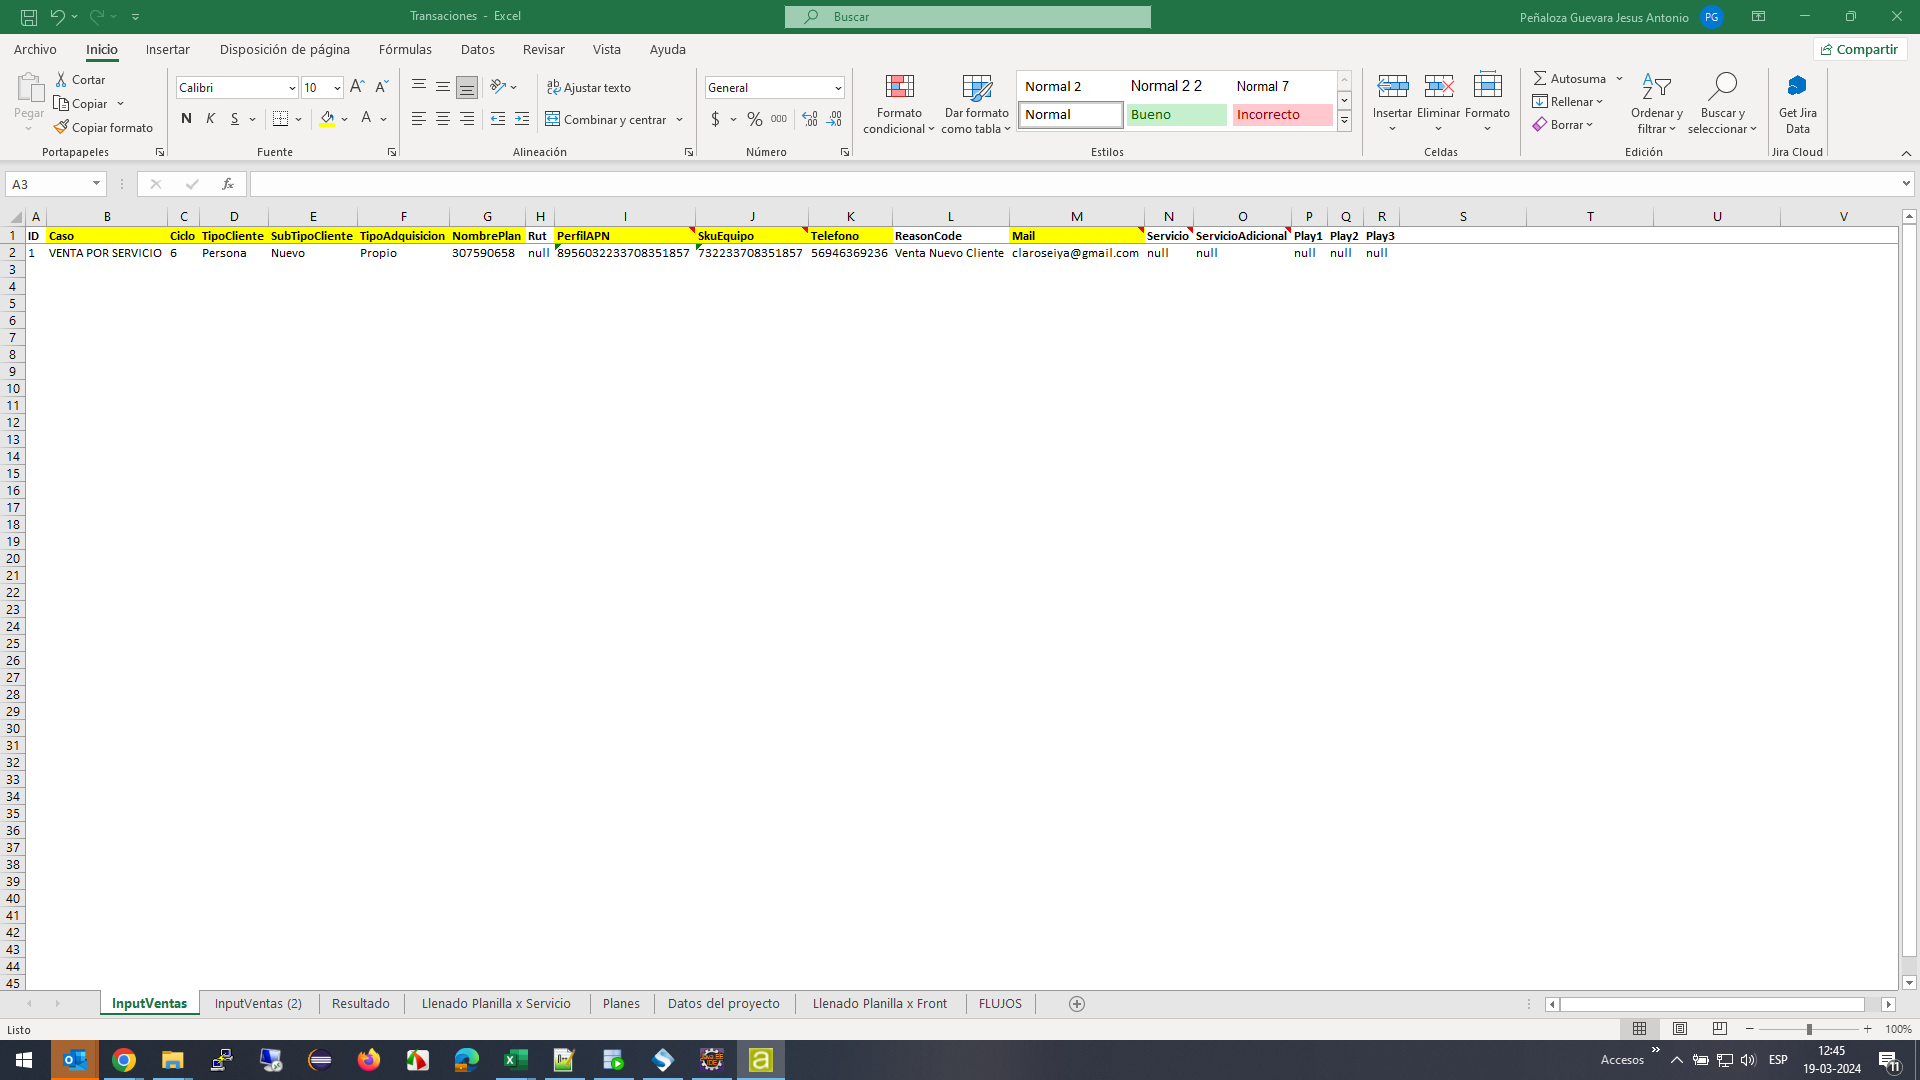 Transaciones - Excel
Buscar
Peñaloza Guevara Jesus Antonio PG
Archivo Inicio Insertar Disposición de página Fórmulas Datos Revisar Vista Ayuda Compartir
Pegar
Cortar
Copiar
Copiar formato
Portapapeles
Calibri 10
N K S
Fuente
Ajustar texto
Combinar y centrar
Alineación
General
$ % 000
Número
Formato condicional
Dar formato como tabla
Normal 2 Normal 2 2 Normal 7
Normal Bueno Incorrecto
Estilos
Insertar Eliminar Formato
Celdas
Autosuma
Rellenar
Borrar
Ordenar y filtrar
Buscar y seleccionar
Edición
Get Jira Data
Jira Cloud
A3 fx
A B C D E F G H I J K L M N O P Q R S T U V
1 ID Caso Ciclo TipoCliente SubTipoCliente TipoAdquisicion NombrePlan Rut PerfilAPN SkuEquipo Telefono ReasonCode Mail Servicio ServicioAdicional Play1 Play2 Play3
2 1 VENTA POR SERVICIO 6 Persona Nuevo Propio 307590658 null 8956032233708351857 732233708351857 56946369236 Venta Nuevo Cliente claroseiya@gmail.com null null null null null
3
4
5
6
7
8
9
10
11
12
13
14
15
16
17
18
19
20
21
22
23
24
25
26
27
28
29
30
31
32
33
34
35
36
37
38
39
40
41
42
43
44
45
InputVentas InputVentas (2) Resultado Llenado Planilla x Servicio Planes Datos del proyecto Llenado Planilla x Front FLUJOS
Listo 100%
Accesos ESP 12:45
19-03-2024 11